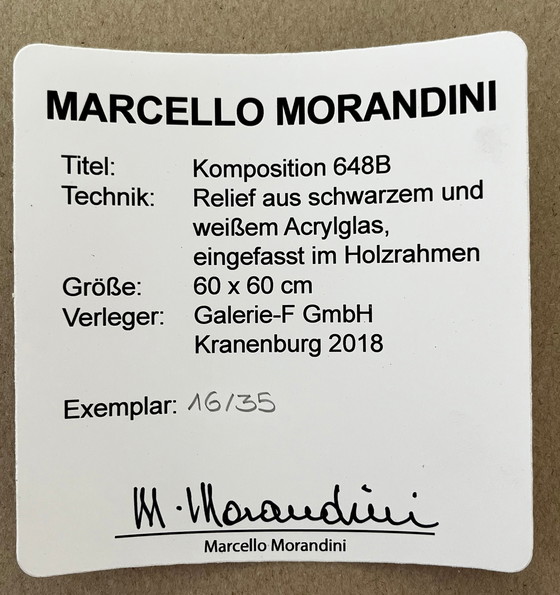 MARCELLO MORANDINI
Titel: Komposition 648B
Technik: Relief aus schwarzem und
weißem Acrylglas,
eingefasst im Holzrahmen
Größe: 60 x 60 cm
Verleger: Galerie-F GmbH
Kranenburg 2018
Exemplar: 16/35
M. Morandini
Marcello Morandini